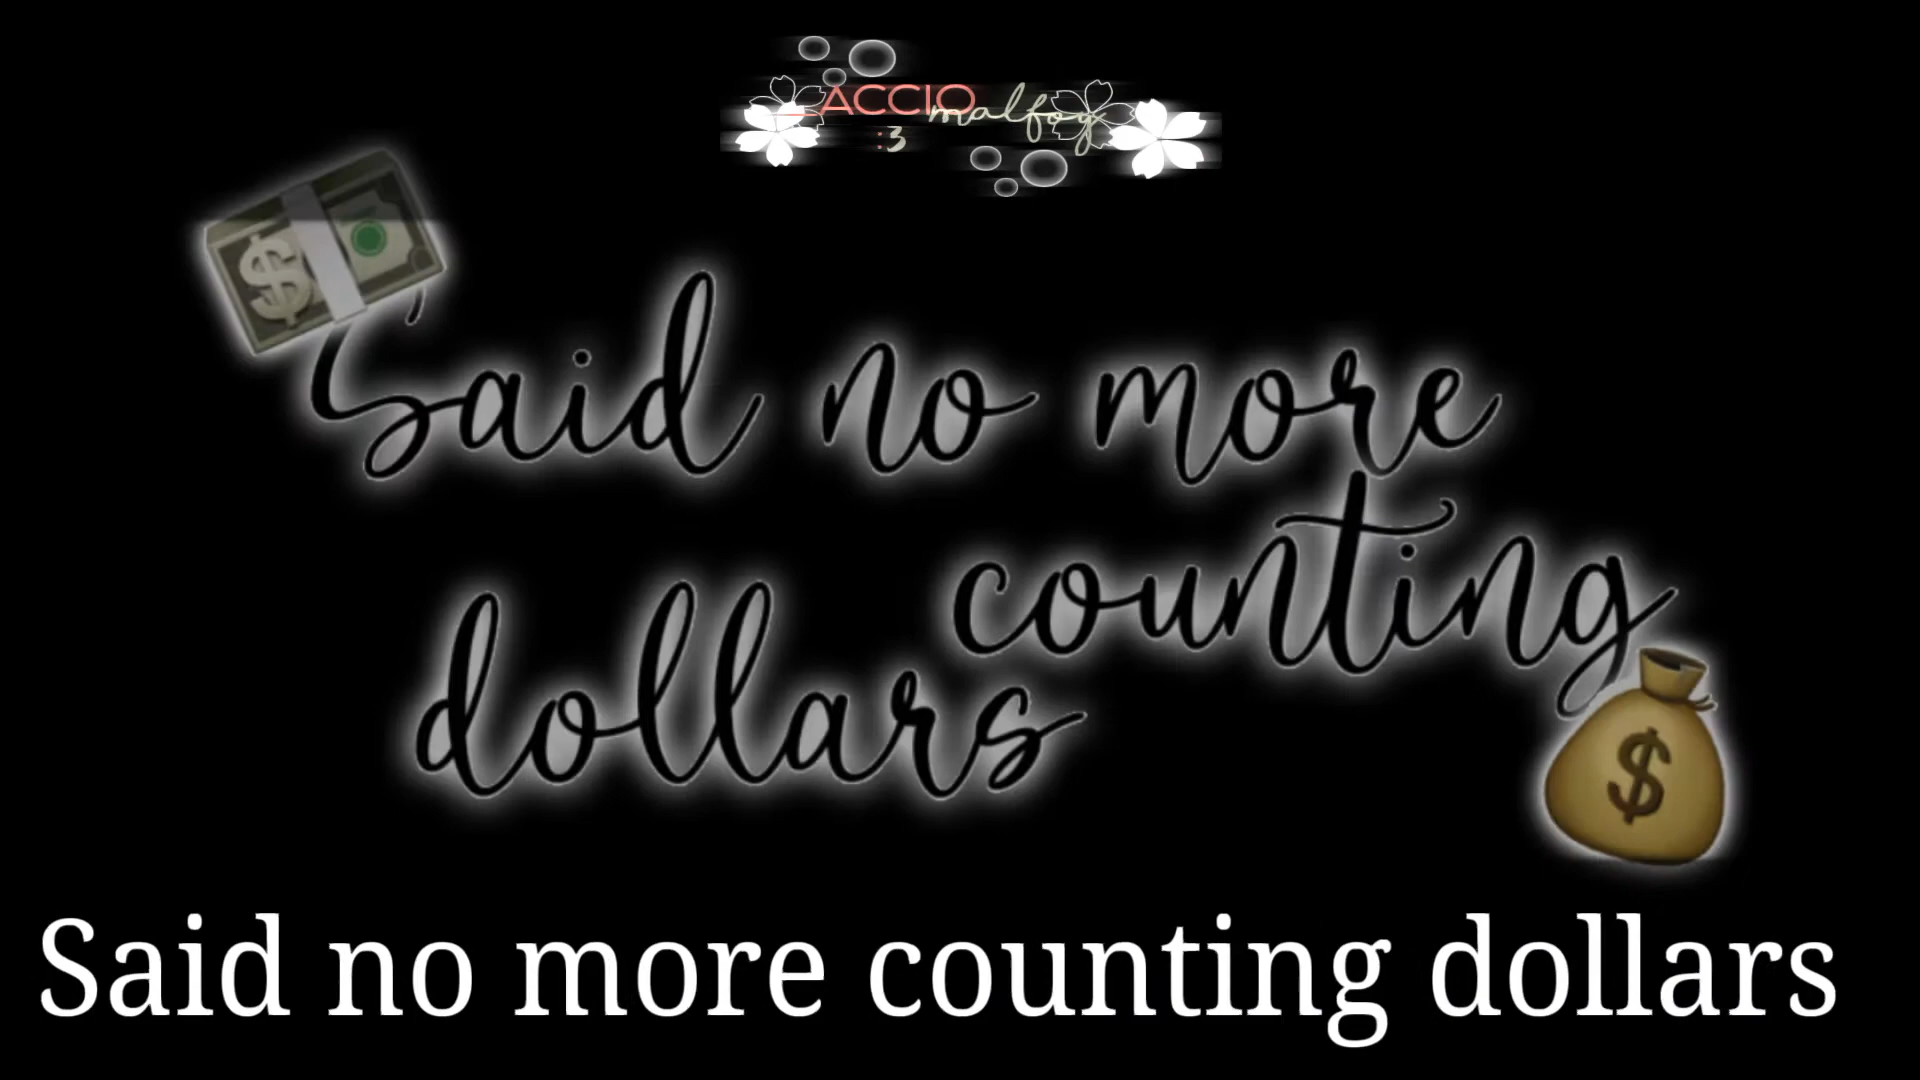 ACCIO malfoy
:3
$
Said no more
counting
dollars
$
Said no more counting dollars